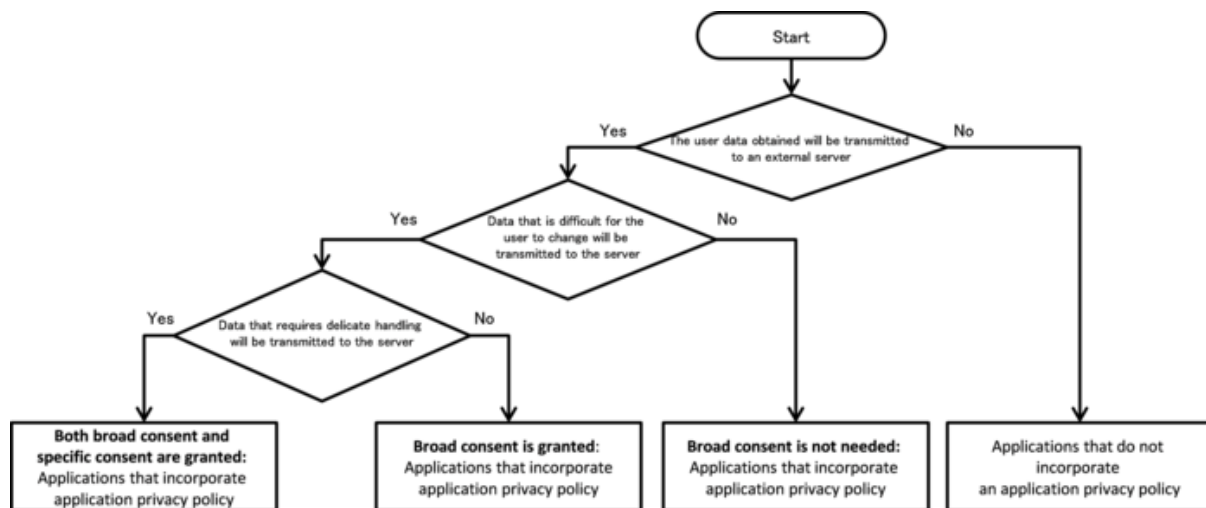 Start
Yes
No
The user data obtained will be transmitted
to an external server
Yes
No
Data that is difficult for the
user to change will be
transmitted to the server
Yes
No
Data that requires delicate handling
will be transmitted to the server
Both broad consent and
specific consent are granted:
Applications that incorporate
application privacy policy
Broad consent is granted:
Applications that incorporate
application privacy policy
Broad consent is not needed:
Applications that incorporate
application privacy policy
Applications that do not
incorporate
an application privacy policy